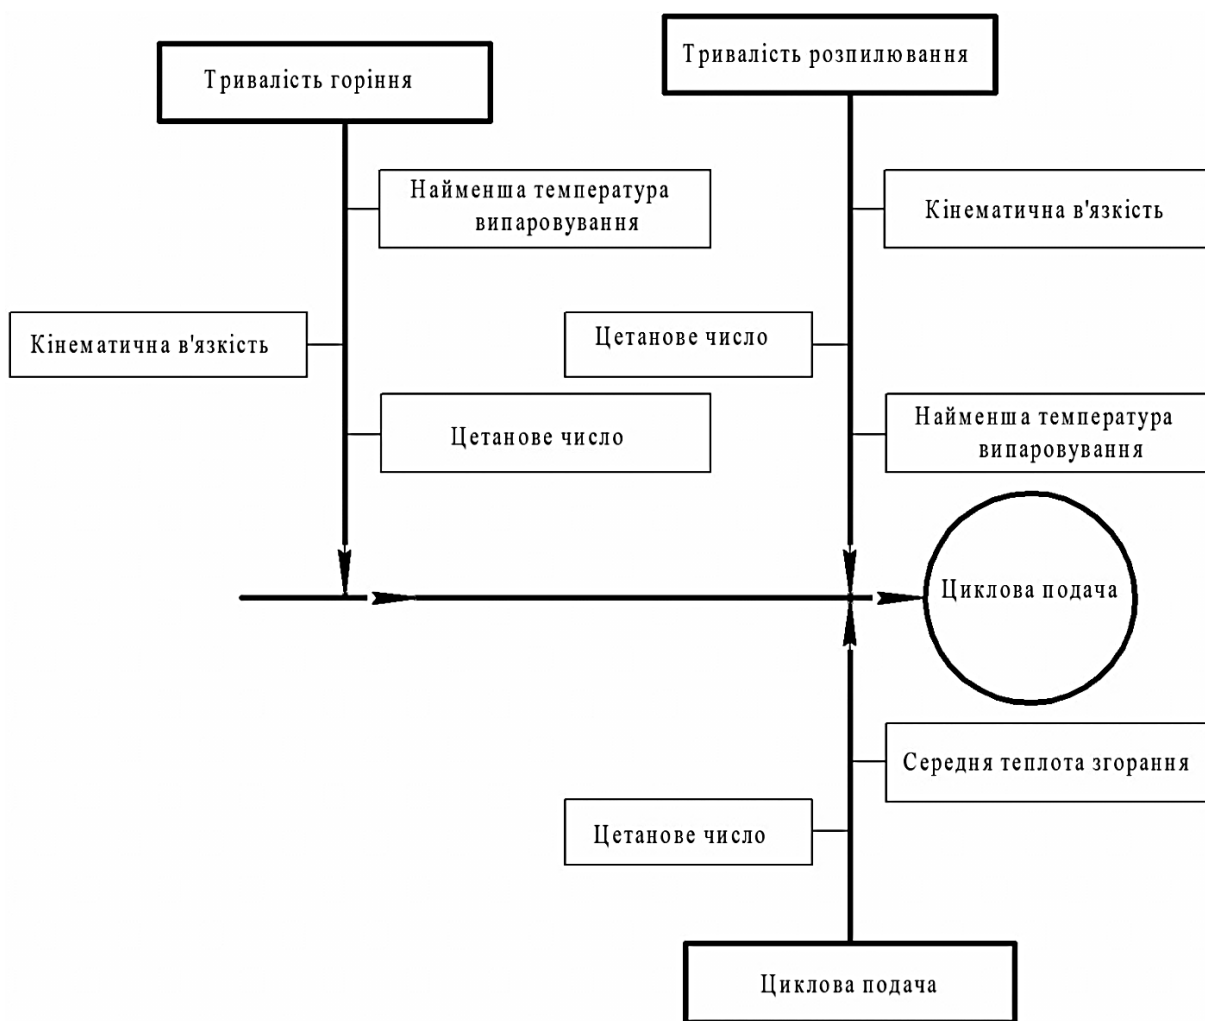 Тривалість горіння
Тривалість розпилювання
Найменша температура
випаровування
Кінематична в'язкість
Кінематична в'язкість
Цетанове число
Цетанове число
Найменша температура
випаровування
Циклова подача
Середня теплота згорання
Цетанове число
Циклова подача